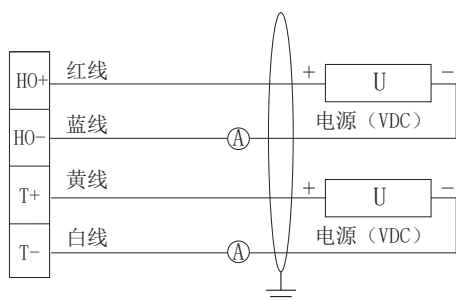 HO+ 红线 + U −
电源（VDC）
HO− 蓝线 A
T+ 黄线 + U −
电源（VDC）
T− 白线 A